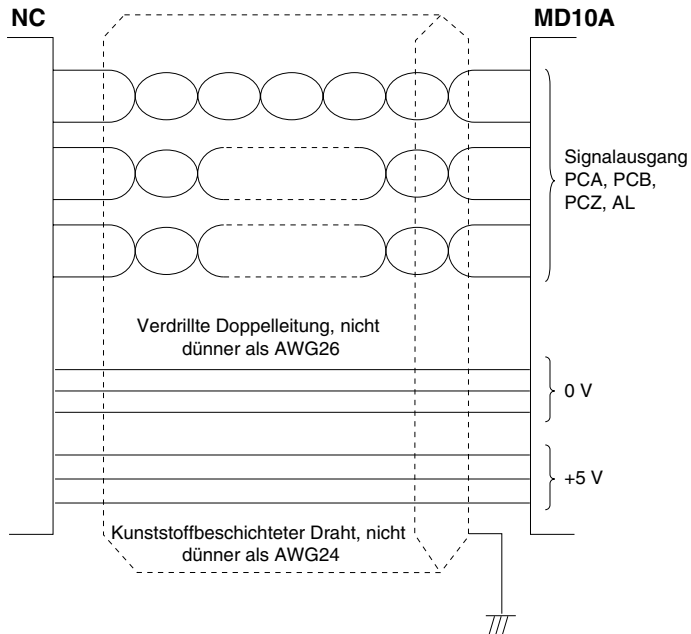 NC
MD10A
Signalausgang
PCA, PCB,
PCZ, AL
Verdrillte Doppelleitung, nicht
dünner als AWG26
0 V
+5 V
Kunststoffbeschichteter Draht, nicht
dünner als AWG24